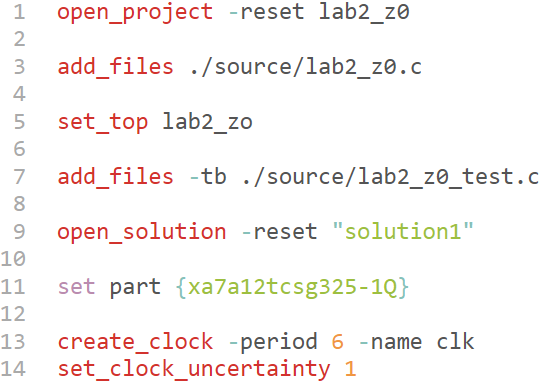 1 open_project -reset lab2_z0
2
3 add_files ./source/lab2_z0.c
4
5 set_top lab2_zo
6
7 add_files -tb ./source/lab2_z0_test.c
8
9 open_solution -reset "solution1"
10
11 set part {xa7a12tcsg325-1Q}
12
13 create_clock -period 6 -name clk
14 set_clock_uncertainty 1